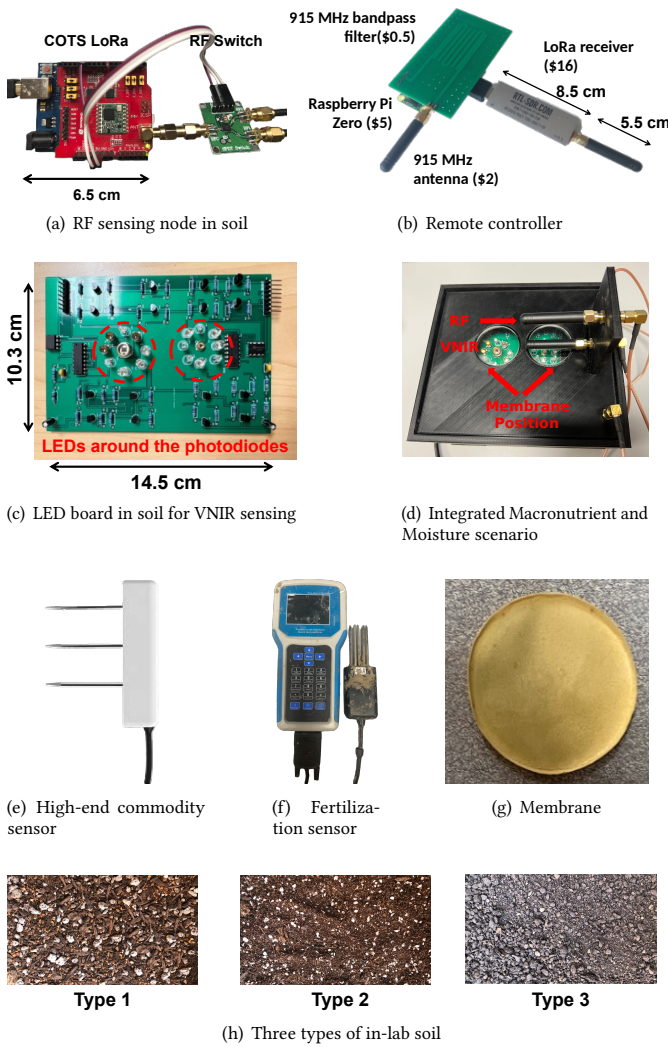 COTS LoRa
RF Switch
6.5 cm
(a) RF sensing node in soil
915 MHz bandpass
filter($0.5)
LoRa receiver
($16)
8.5 cm
5.5 cm
Raspberry Pi
Zero ($5)
RTL-SDR.COM
915 MHz
antenna ($2)
(b) Remote controller
10.3 cm
LEDs around the photodiodes
14.5 cm
(c) LED board in soil for VNIR sensing
RF
VNIR
Membrane
Position
(d) Integrated Macronutrient and
Moisture scenario
(e) High-end commodity
sensor
(f) Fertiliza-
tion sensor
(g) Membrane
Type 1
Type 2
Type 3
(h) Three types of in-lab soil